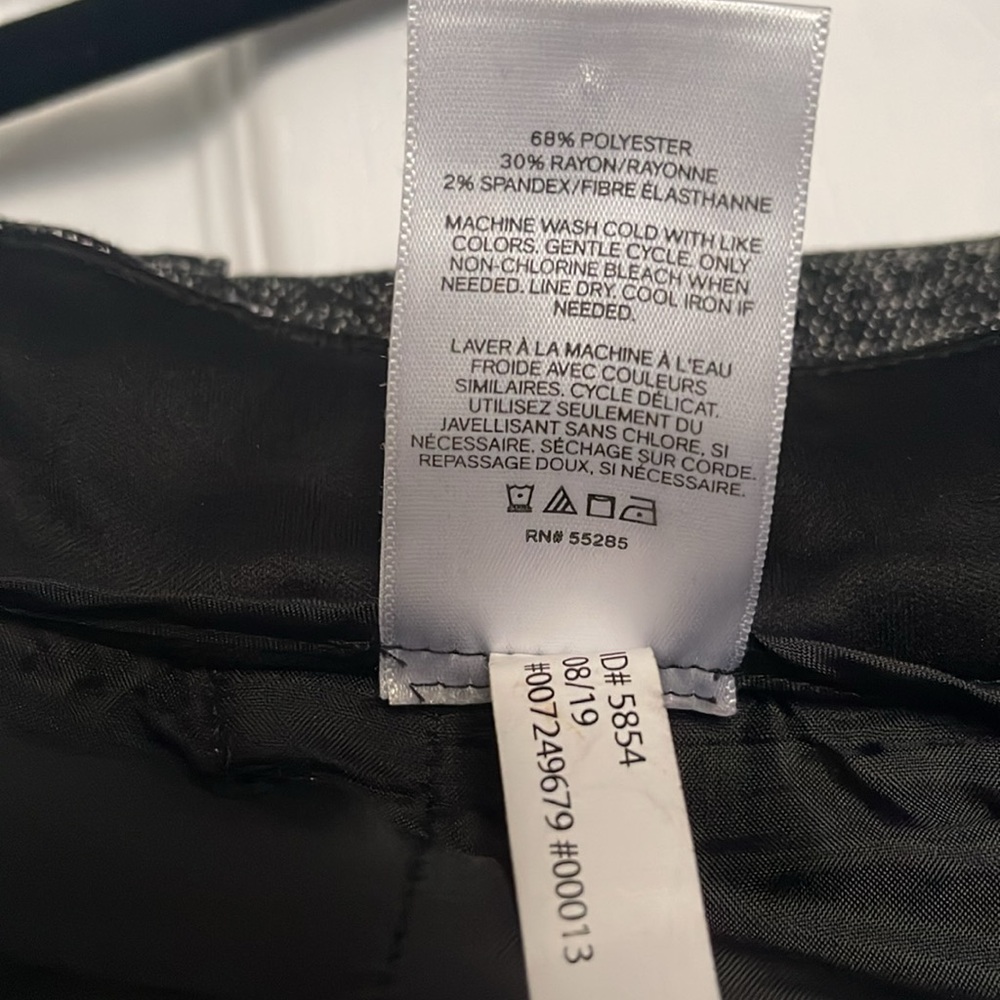 68% POLYESTER
30% RAYON/RAYONNE
2% SPANDEX/FIBRE ÉLASTHANNE
MACHINE WASH COLD WITH LIKE
COLORS. GENTLE CYCLE. ONLY
NON-CHLORINE BLEACH WHEN
NEEDED. LINE DRY. COOL IRON IF
NEEDED.
LAVER À LA MACHINE À L'EAU
FROIDE AVEC COULEURS
SIMILAIRES. CYCLE DÉLICAT.
UTILISEZ SEULEMENT DU
JAVELLISANT SANS CHLORE, SI
NÉCESSAIRE. SÉCHAGE SUR CORDE.
REPASSAGE DOUX, SI NÉCESSAIRE.
RN# 55285
ID# 5854
08/19
#007249679 #00013